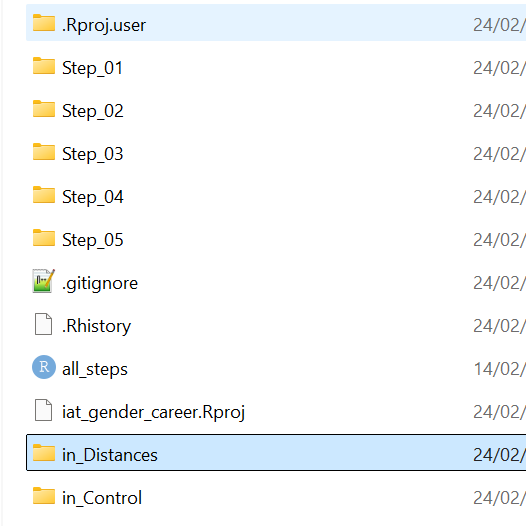 .Rproj.user 24/02/
Step_01 24/02/
Step_02 24/02/
Step_03 24/02/
Step_04 24/02/
Step_05 24/02/
.gitignore 24/02/
.Rhistory 24/02/
R all_steps 14/02/
iat_gender_career.Rproj 24/02/
in_Distances 24/02/
in_Control 24/02/